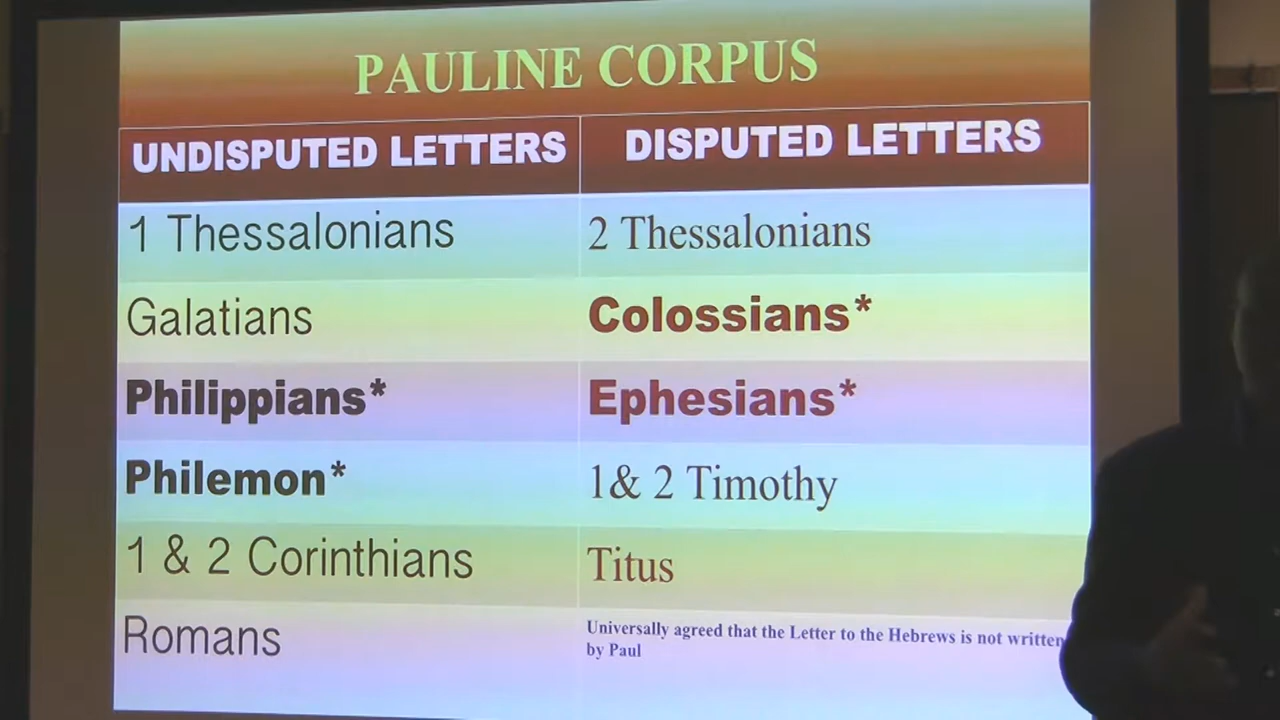 PAULINE CORPUS
UNDISPUTED LETTERS
DISPUTED LETTERS
1 Thessalonians
2 Thessalonians
Galatians
Colossians*
Philippians*
Ephesians*
Philemon*
1& 2 Timothy
1 & 2 Corinthians
Titus
Romans
Universally agreed that the Letter to the Hebrews is not written
by Paul